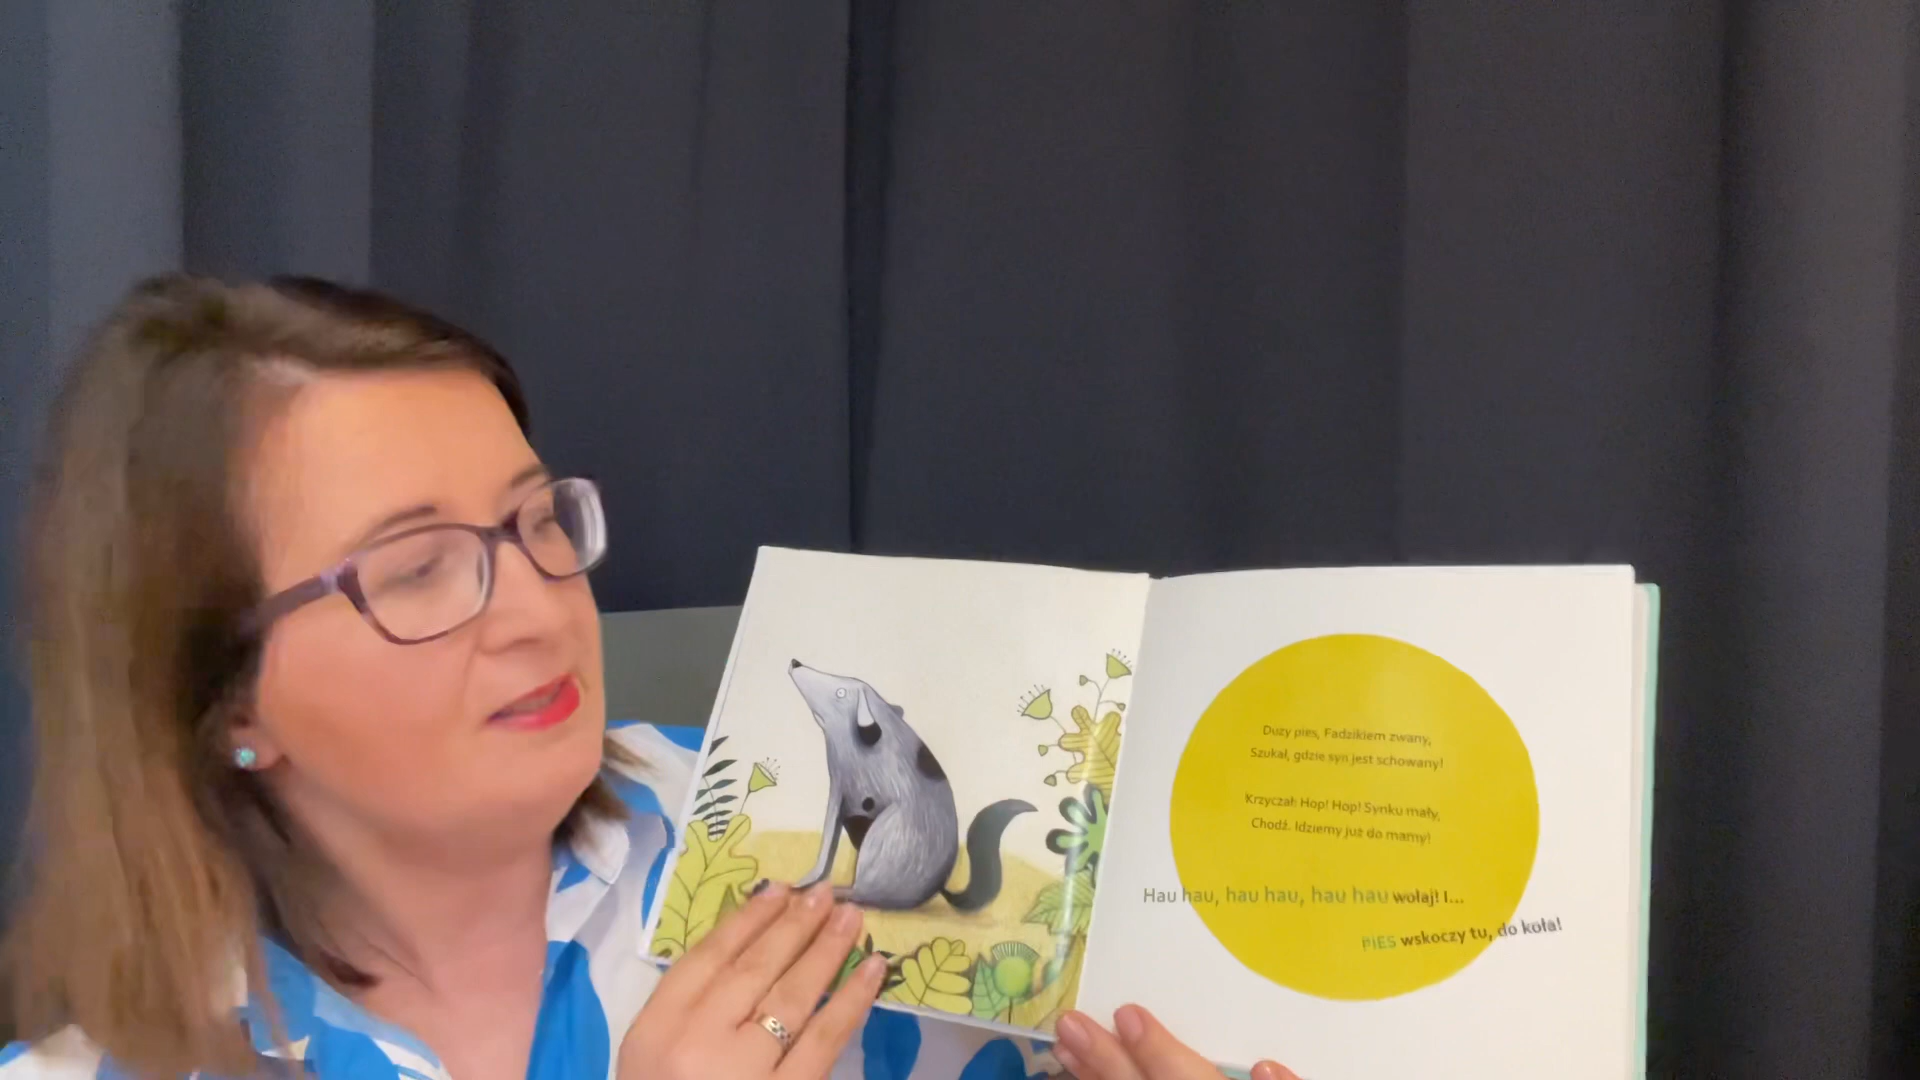 Duży pies, Fadzikiem zwany,
Szukał, gdzie syn jest schowany!
Krzyczał: Hop! Hop! Synku mały,
Chodź. Idziemy już do mamy!
Hau hau, hau hau, hau hau wołaj! I...
PiES wskoczy tu, do koła!